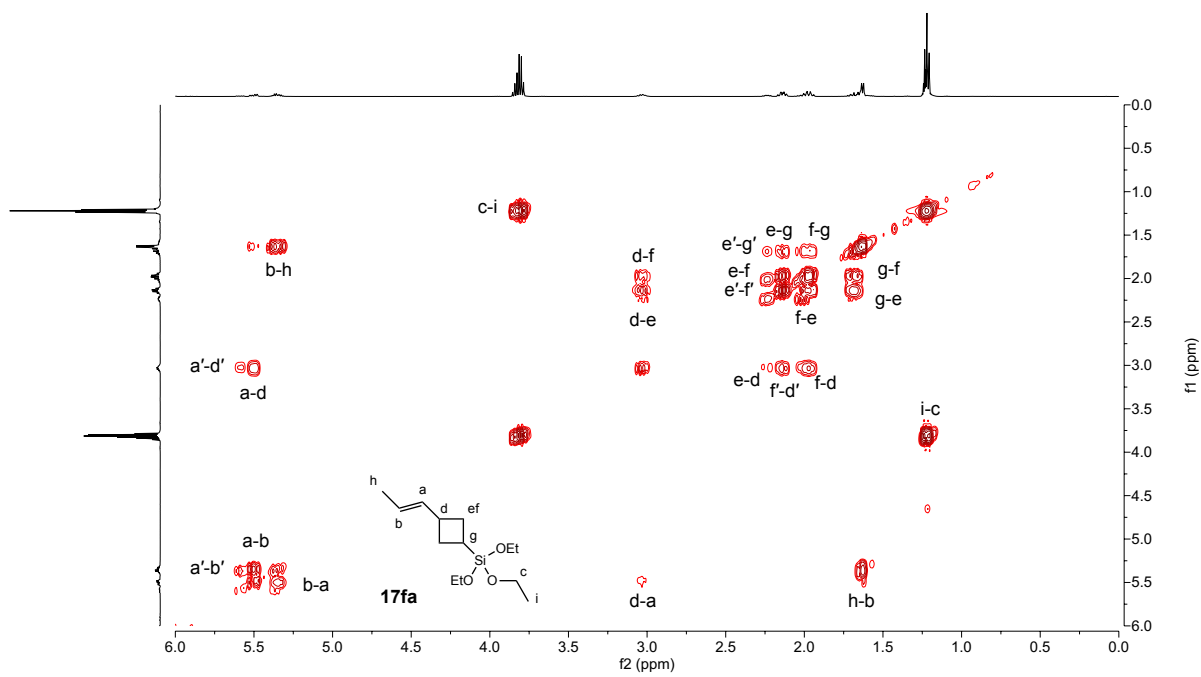 0.0
0.5
c-i
1.0
e′-g′ e-g f-g
1.5
b-h
d-f
e-f
g-f
2.0
e′-f′
d-e
f-e
g-e
2.5
a′-d′
3.0
a-d
e-d
f′-d′
f-d
i-c
3.5
4.0
h
a
d
ef
4.5
b
g
a-b
OEt
Si
c
5.0
a′-b′
b-a
EtO
O
17fa
i
d-a
h-b
5.5
6.0
f1 (ppm)
6.0 5.5 5.0 4.5 4.0 3.5 3.0 2.5 2.0 1.5 1.0 0.5 0.0
f2 (ppm)